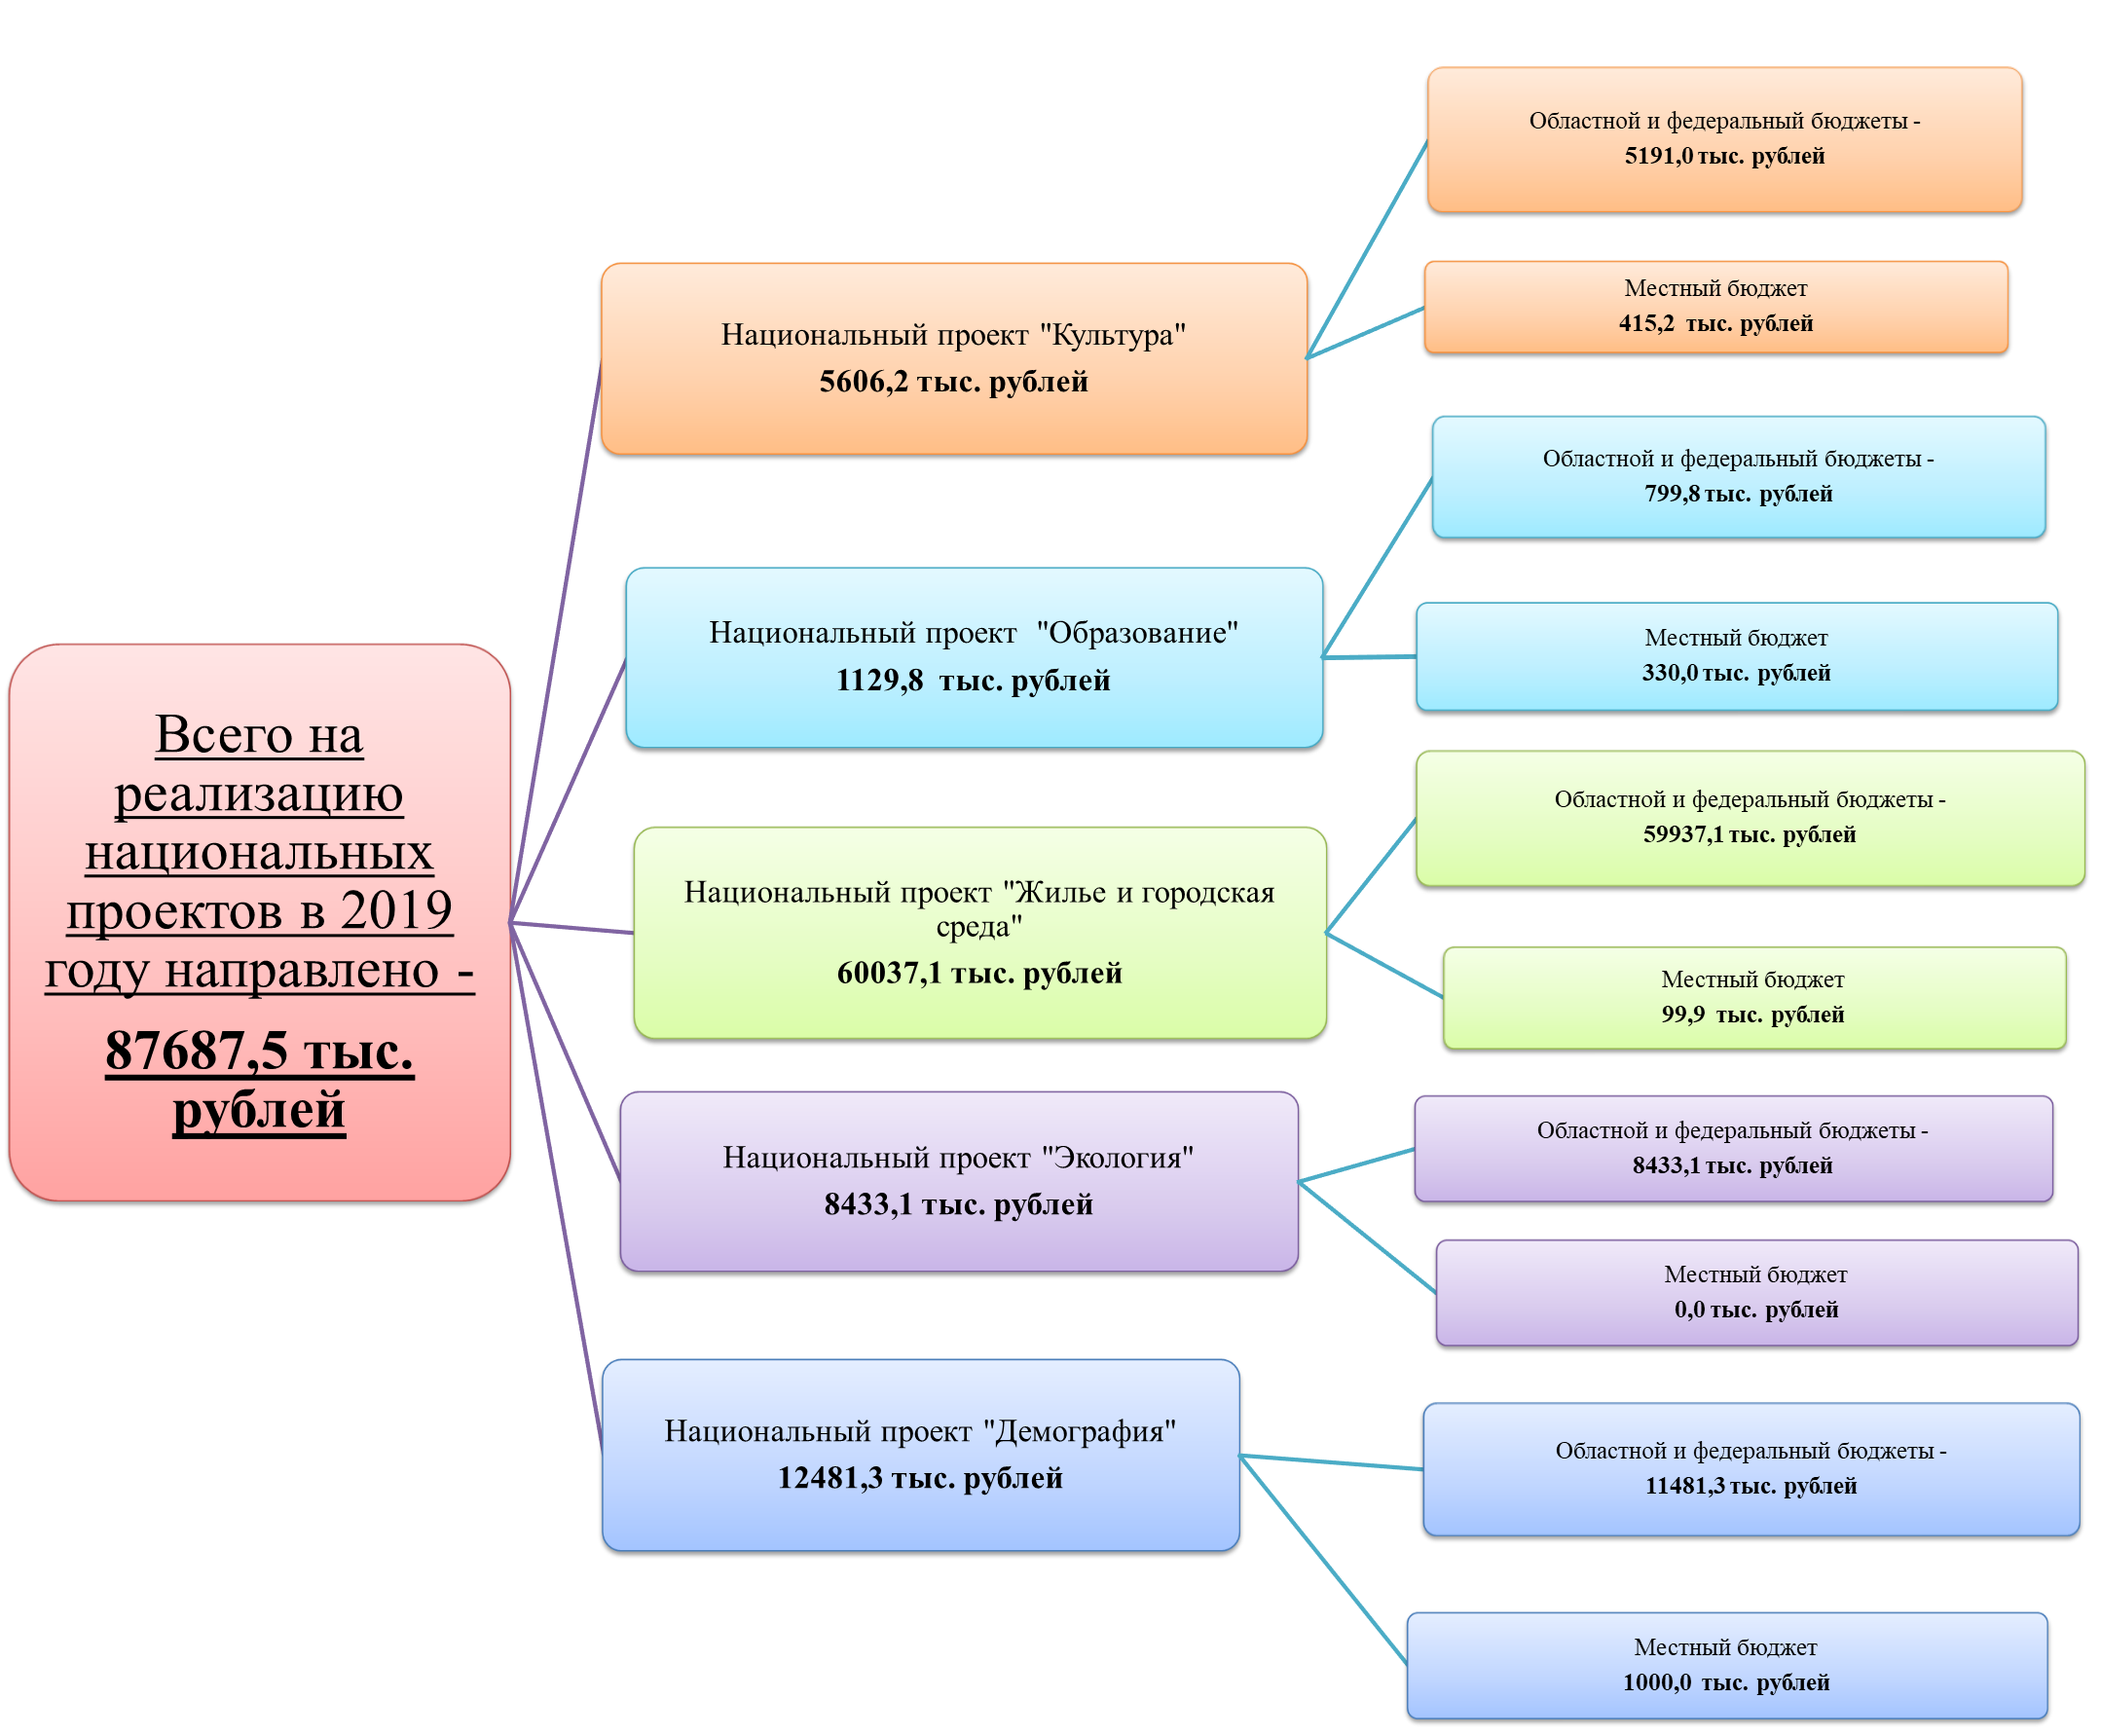 Всего на
реализацию
национальных
проектов в 2019
году направлено -
87687,5 тыс.
рублей
Национальный проект "Культура"
5606,2 тыс. рублей
Областной и федеральный бюджеты -
5191,0 тыс. рублей
Местный бюджет
415,2 тыс. рублей
Национальный проект "Образование"
1129,8 тыс. рублей
Областной и федеральный бюджеты -
799,8 тыс. рублей
Местный бюджет
330,0 тыс. рублей
Национальный проект "Жилье и городская
среда"
60037,1 тыс. рублей
Областной и федеральный бюджеты -
59937,1 тыс. рублей
Местный бюджет
99,9 тыс. рублей
Национальный проект "Экология"
8433,1 тыс. рублей
Областной и федеральный бюджеты -
8433,1 тыс. рублей
Местный бюджет
0,0 тыс. рублей
Национальный проект "Демография"
12481,3 тыс. рублей
Областной и федеральный бюджеты -
11481,3 тыс. рублей
Местный бюджет
1000,0 тыс. рублей